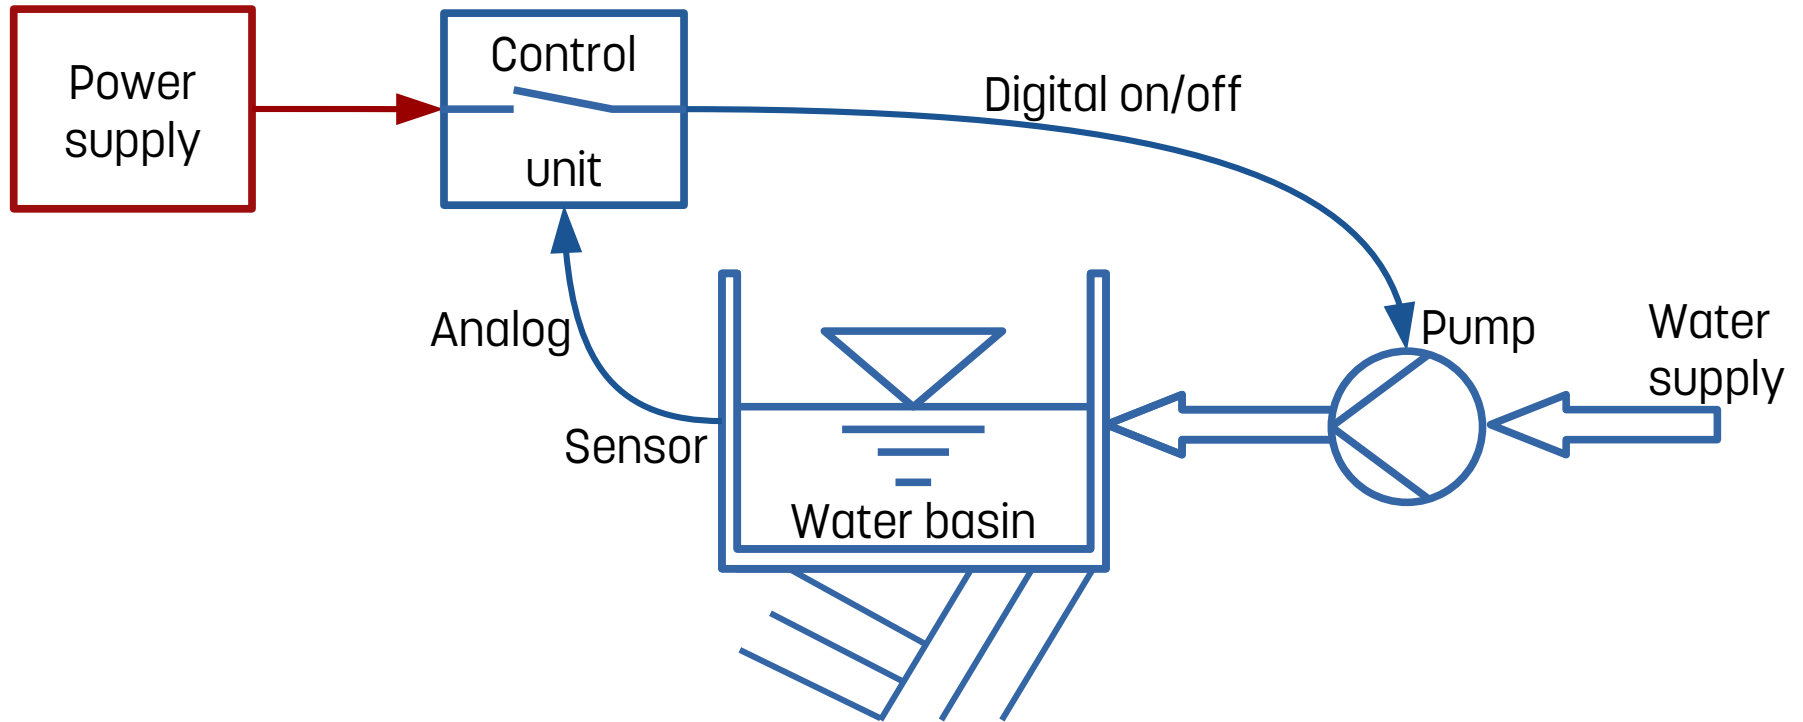 Power
supply
Control
unit
Digital on/off
Analog
Sensor
Water basin
Pump
Water
supply